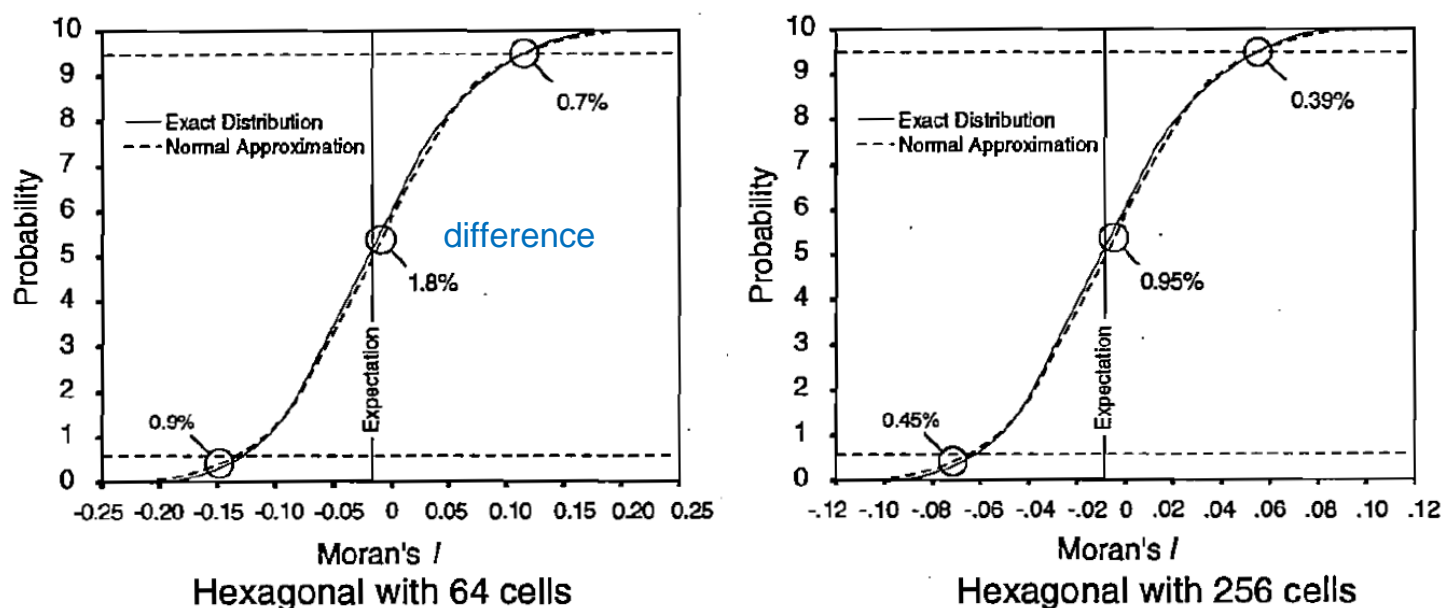 10
9
8
7
6
5
4
3
2
1
0
Probability
Exact Distribution
Normal Approximation
0.7%
difference
1.8%
0.9%
Expectation
-0.25 -0.20 -0.15 -0.10 -0.05 0 0.05 0.10 0.15 0.20 0.25
Moran's I
Hexagonal with 64 cells
10
9
8
7
6
5
4
3
2
1
0
Probability
Exact Distribution
Normal Approximation
0.39%
0.95%
0.45%
Expectation
-.12 -.10 -.08 -.06 -.04 -.02 0 .02 .04 .06 .08 .10 .12
Moran's I
Hexagonal with 256 cells